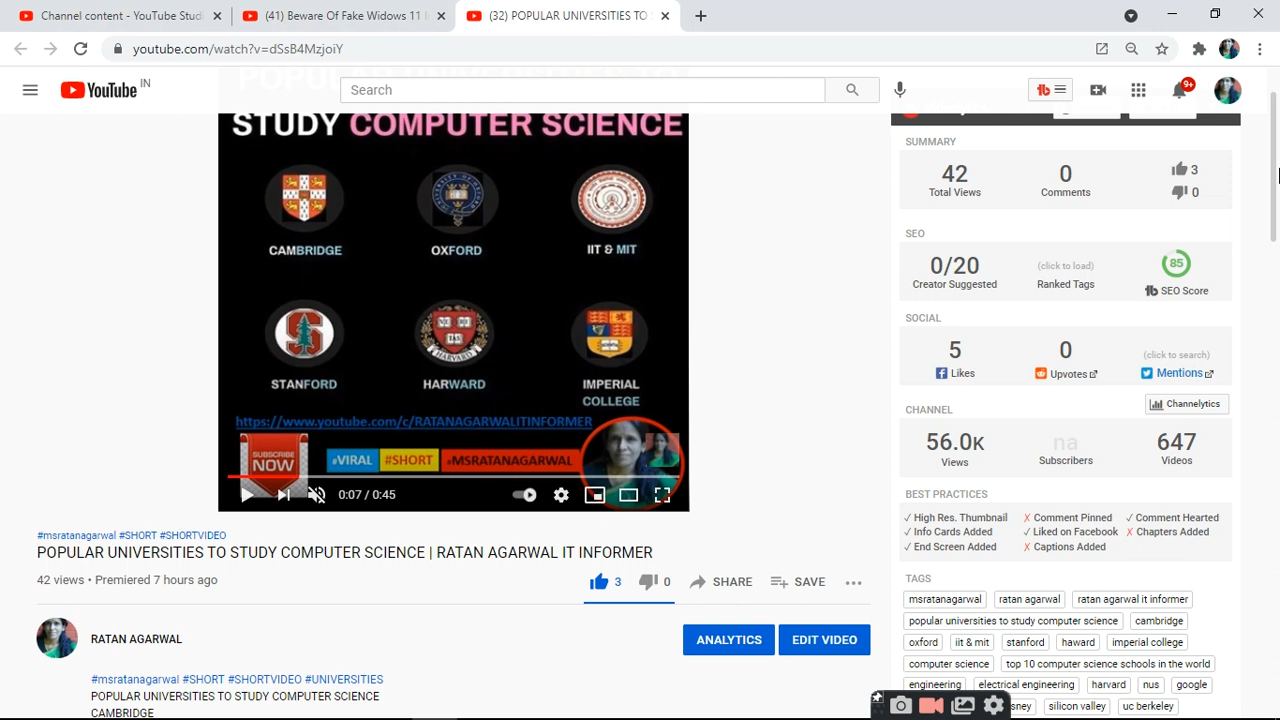 Channel content - YouTube Studi
(41) Beware Of Fake Widows 11 I
(32) POPULAR UNIVERSITIES TO S
youtube.com/watch?v=dSsB4MzjoiY
YouTube IN
Search
9+
STUDY COMPUTER SCIENCE
CAMBRIDGE
OXFORD
IIT & MIT
STANFORD
HARWARD
IMPERIAL
COLLEGE
https://www.youtube.com/c/RATANAGARWALITINFORMER
SUBSCRIBE
NOW
#VIRAL
#SHORT
#MSRATANAGARWAL
0:07 / 0:45
#msratanagarwal #SHORT #SHORTVIDEO
POPULAR UNIVERSITIES TO STUDY COMPUTER SCIENCE | RATAN AGARWAL IT INFORMER
42 views • Premiered 7 hours ago
3
0
SHARE
SAVE
RATAN AGARWAL
ANALYTICS
EDIT VIDEO
#msratanagarwal #SHORT #SHORTVIDEO #UNIVERSITIES
POPULAR UNIVERSITIES TO STUDY COMPUTER SCIENCE
CAMBRIDGE
SUMMARY
42
Total Views
0
Comments
3
0
SEO
0/20
Creator Suggested
(click to load)
Ranked Tags
85
SEO Score
SOCIAL
5
Likes
0
Upvotes
(click to search)
Mentions
CHANNEL
Channelytics
56.0K
Views
na
Subscribers
647
Videos
BEST PRACTICES
✓ High Res. Thumbnail ✗ Comment Pinned ✓ Comment Hearted
✓ Info Cards Added ✓ Liked on Facebook ✗ Chapters Added
✓ End Screen Added ✗ Captions Added
TAGS
msratanagarwal ratan agarwal ratan agarwal it informer
popular universities to study computer science cambridge
oxford iit & mit stanford haward imperial college
computer science top 10 computer science schools in the world
engineering electrical engineering harvard nus google
sney silicon valley uc berkeley